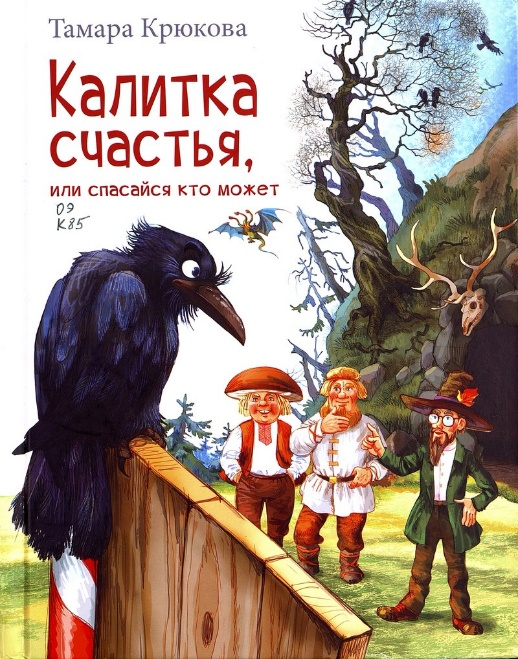 Тамара Крюкова
Калитка
счастья,
или спасайся кто может
09
К85